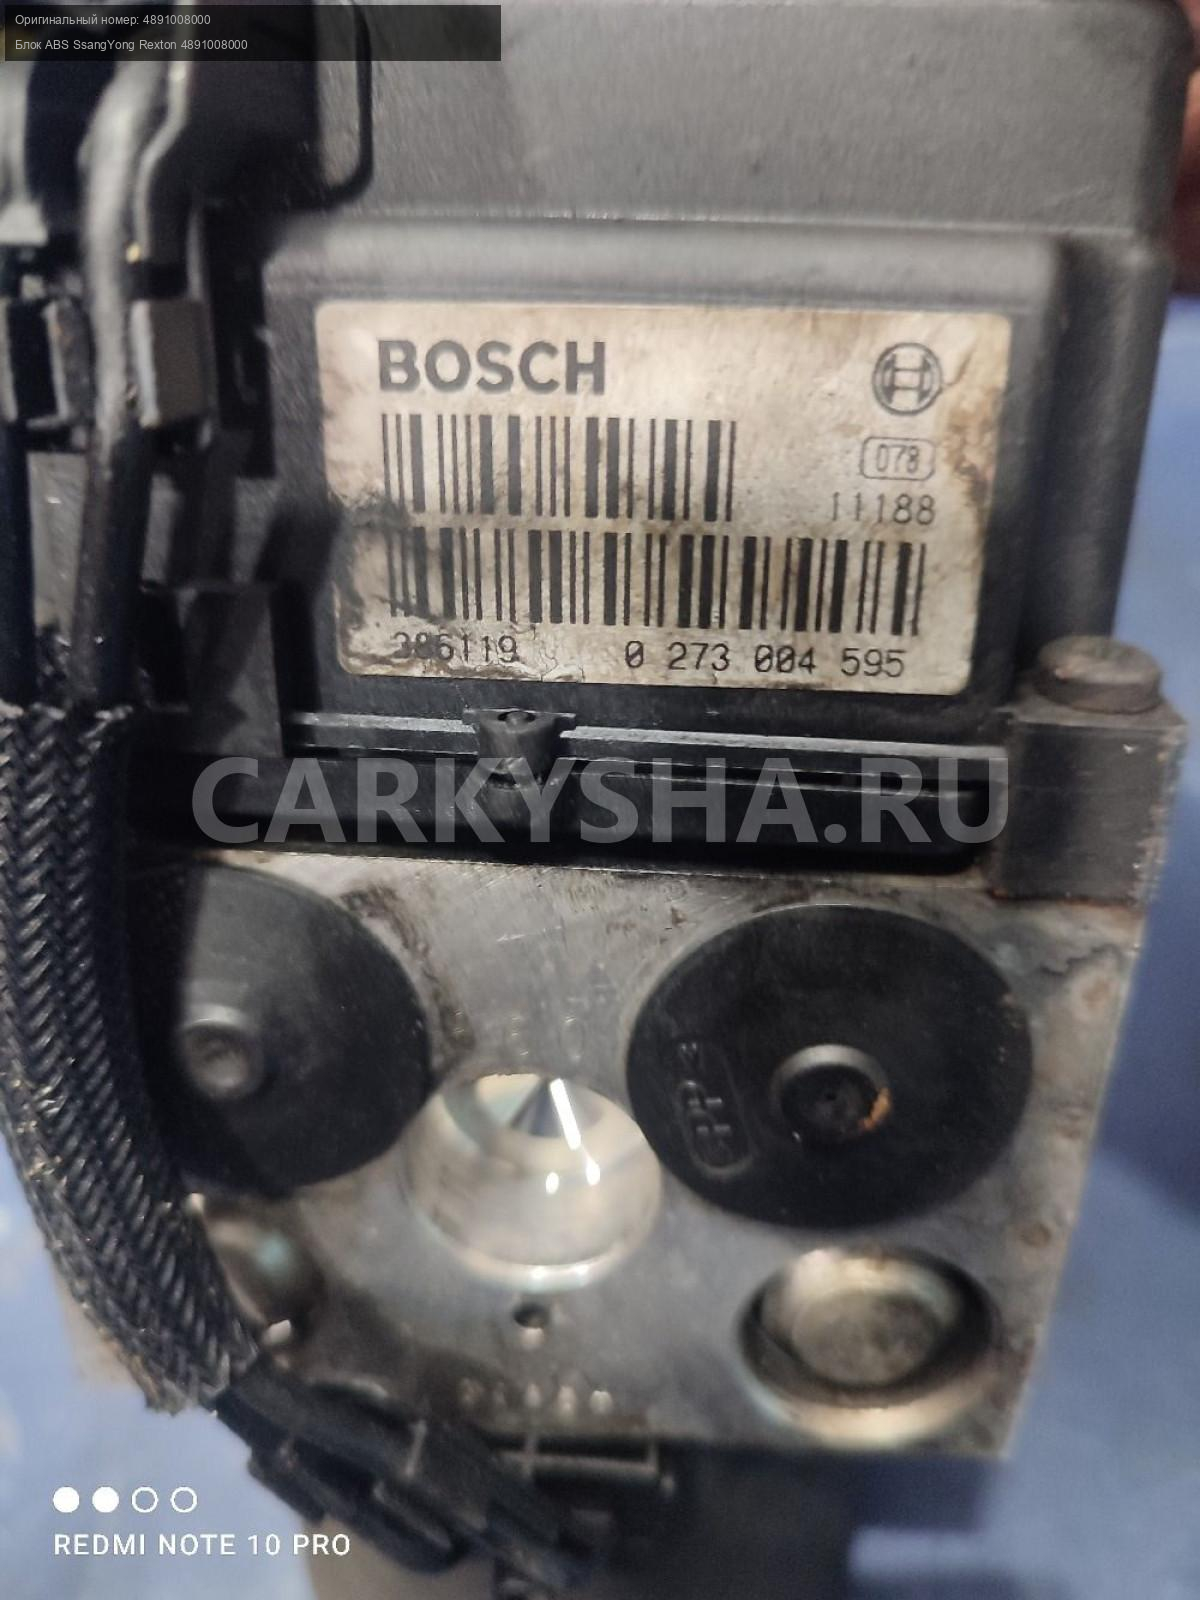 Оригинальный номер: 4891008000
Блок ABS SsangYong Rexton 4891008000
BOSCH
078
11188
386119 0 273 004 595
CARKYSHA.RU
REDMI NOTE 10 PRO